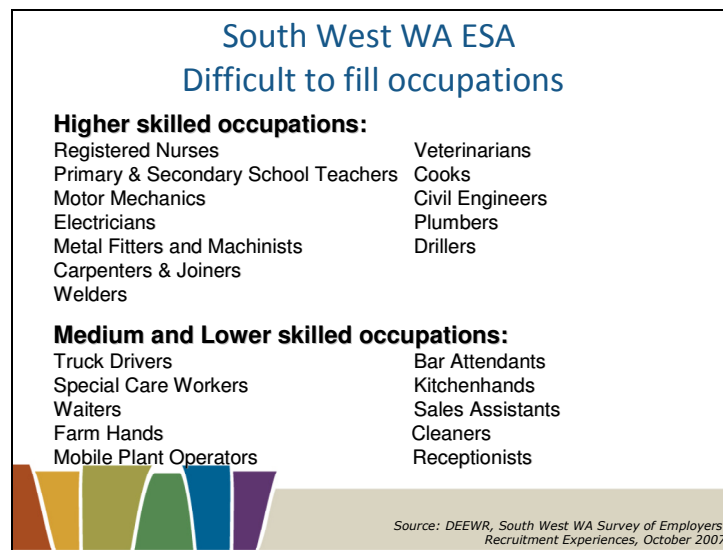 South West WA ESA
Difficult to fill occupations
Higher skilled occupations:
Registered Nurses Veterinarians
Primary & Secondary School Teachers Cooks
Motor Mechanics Civil Engineers
Electricians Plumbers
Metal Fitters and Machinists Drillers
Carpenters & Joiners
Welders
Medium and Lower skilled occupations:
Truck Drivers Bar Attendants
Special Care Workers Kitchenhands
Waiters Sales Assistants
Farm Hands Cleaners
Mobile Plant Operators Receptionists
Source: DEEWR, South West WA Survey of Employers'
Recruitment Experiences, October 2007